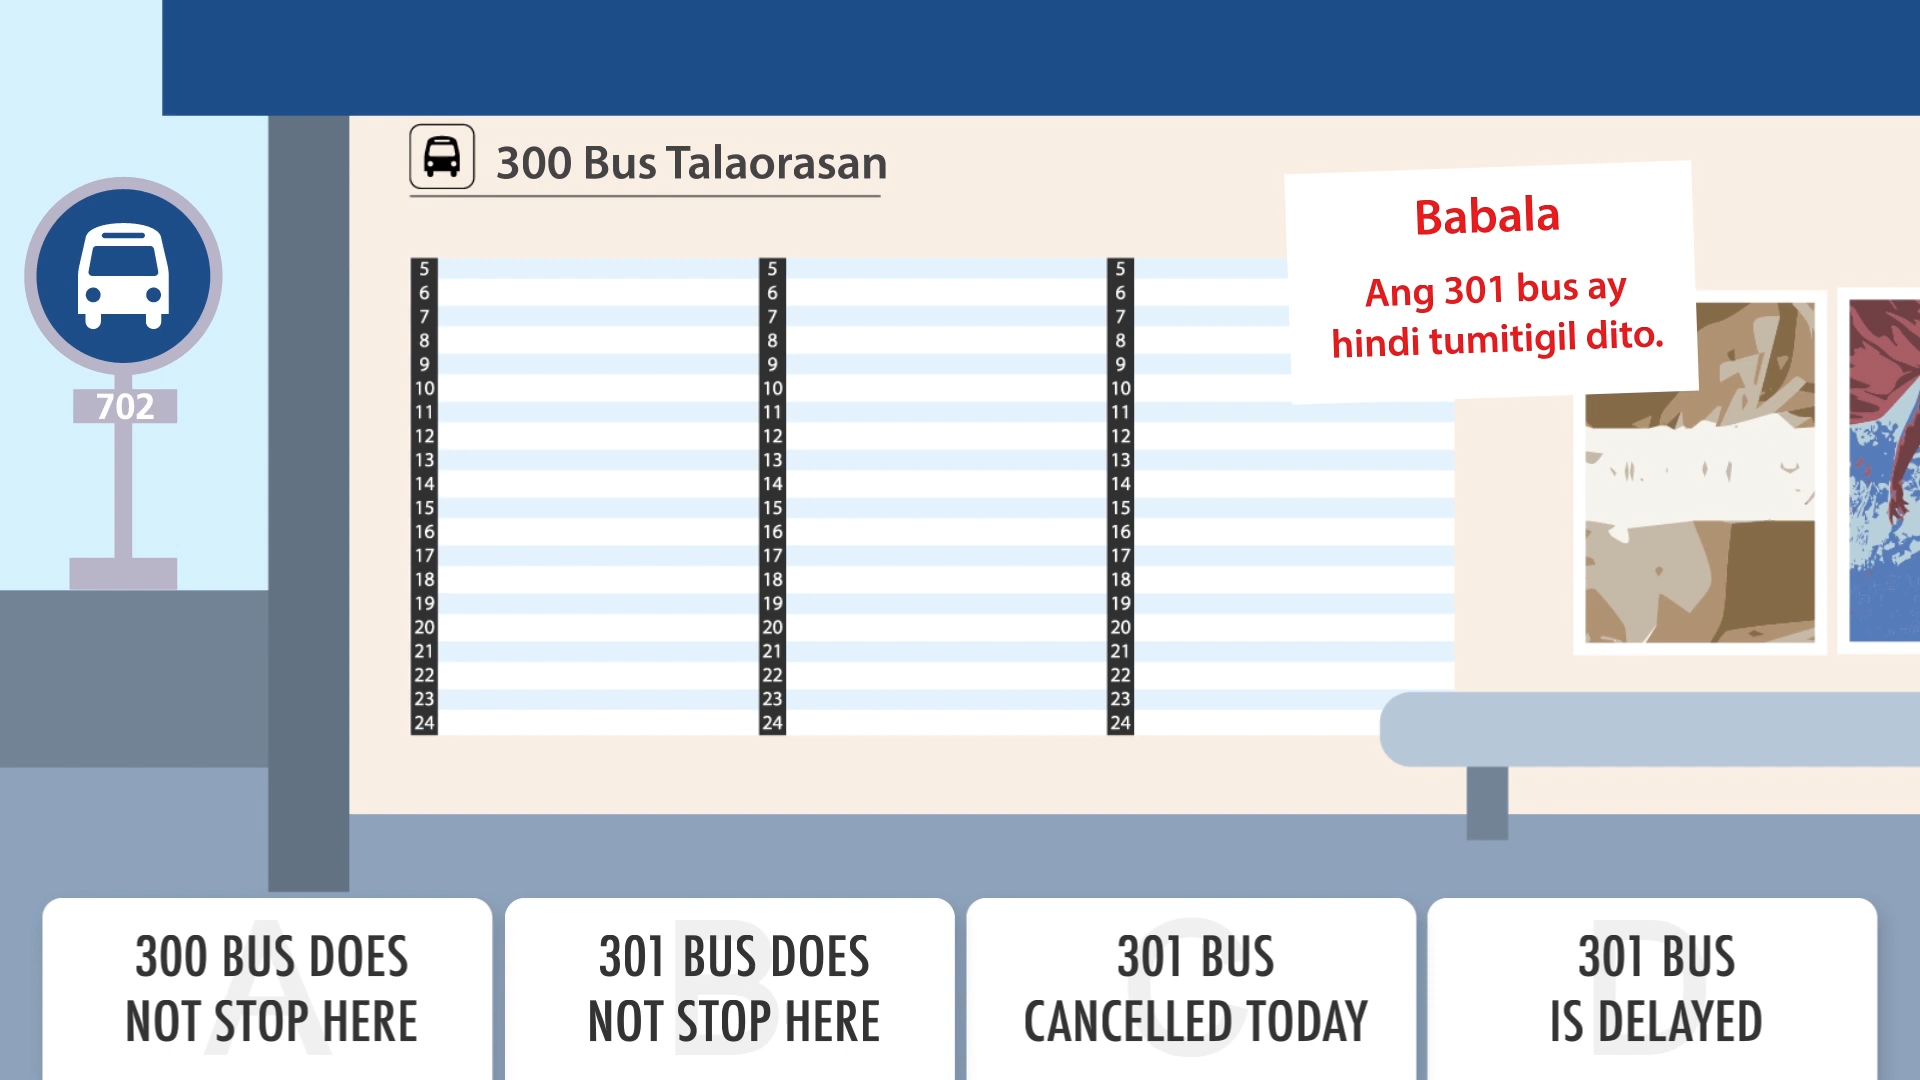 300 Bus Talaorasan
Babala
Ang 301 bus ay
hindi tumitigil dito.
702
5 5 5
6 6 6
7 7 7
8 8 8
9 9 9
10 10 10
11 11 11
12 12 12
13 13 13
14 14 14
15 15 15
16 16 16
17 17 17
18 18 18
19 19 19
20 20 20
21 21 21
22 22 22
23 23 23
24 24 24
A
300 BUS DOES
NOT STOP HERE
B
301 BUS DOES
NOT STOP HERE
C
301 BUS
CANCELLED TODAY
D
301 BUS
IS DELAYED